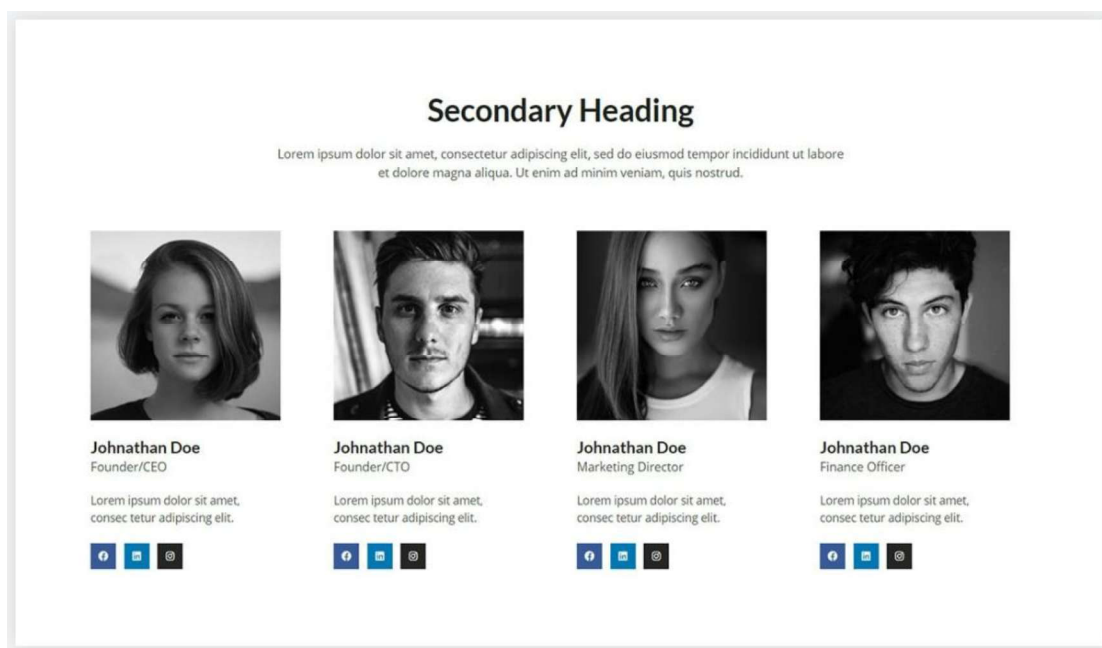 Secondary Heading
Lorem ipsum dolor sit amet, consectetur adipiscing elit, sed do eiusmod tempor incididunt ut labore
et dolore magna aliqua. Ut enim ad minim veniam, quis nostrud.
Johnathan Doe
Founder/CEO
Lorem ipsum dolor sit amet,
consec tetur adipiscing elit.
Johnathan Doe
Founder/CTO
Lorem ipsum dolor sit amet,
consec tetur adipiscing elit.
Johnathan Doe
Marketing Director
Lorem ipsum dolor sit amet,
consec tetur adipiscing elit.
Johnathan Doe
Finance Officer
Lorem ipsum dolor sit amet,
consec tetur adipiscing elit.